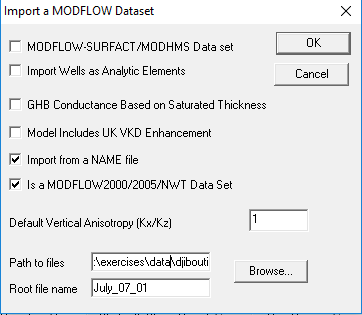 Import a MODFLOW Dataset
MODFLOW-SURFACT/MODHMS Data set
OK
Import Wells as Analytic Elements
Cancel
GHB Conductance Based on Saturated Thickness
Model Includes UK VKD Enhancement
Import from a NAME file
Is a MODFLOW2000/2005/NWT Data Set
Default Vertical Anisotropy (Kx/Kz)
1
Path to files
:\exercises\data\djibouti
Browse...
Root file name
July_07_01